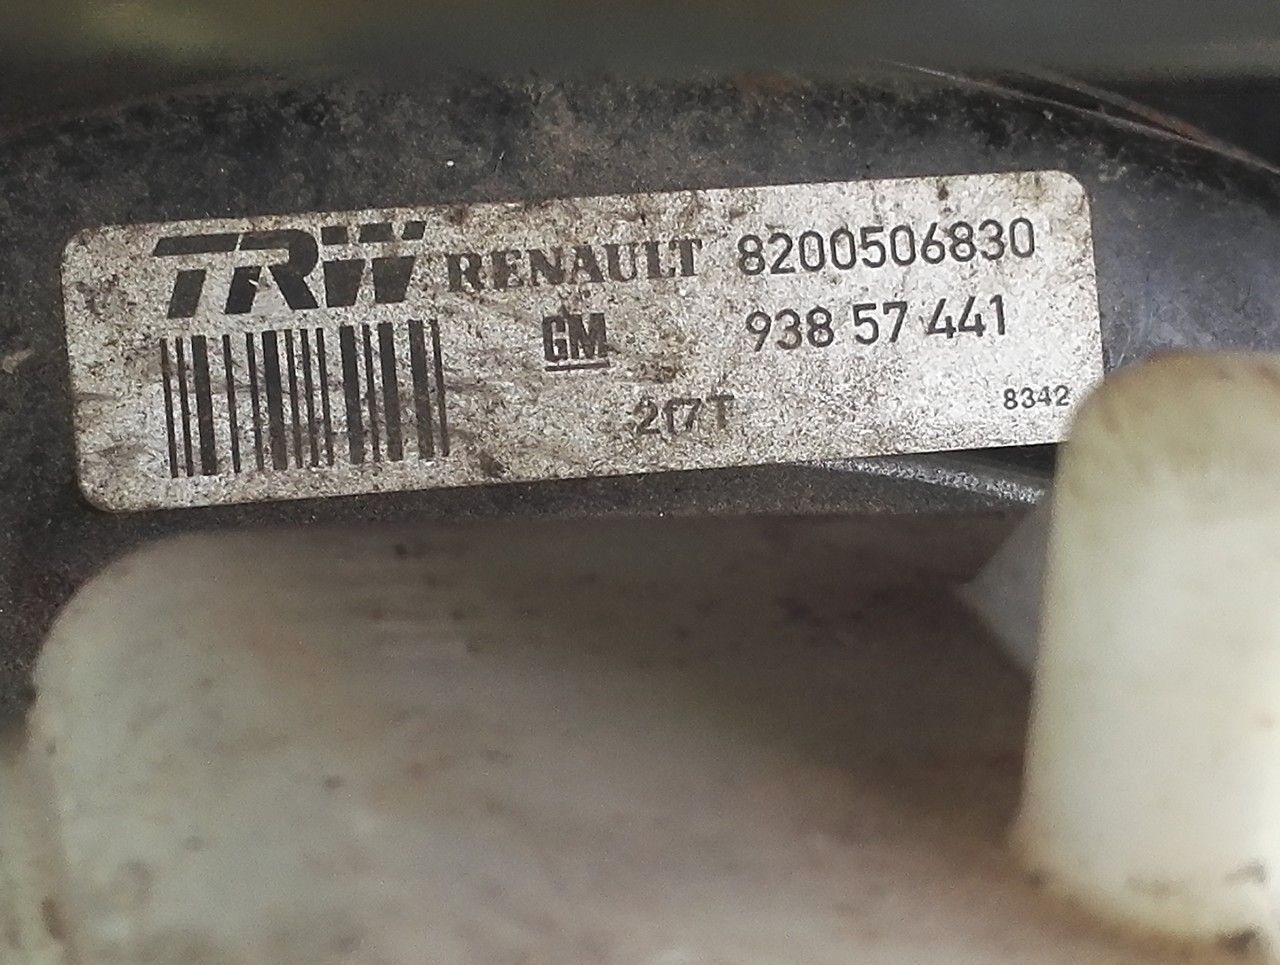 TRW RENAULT 8200506830
GM 938 57 441
217T 8342